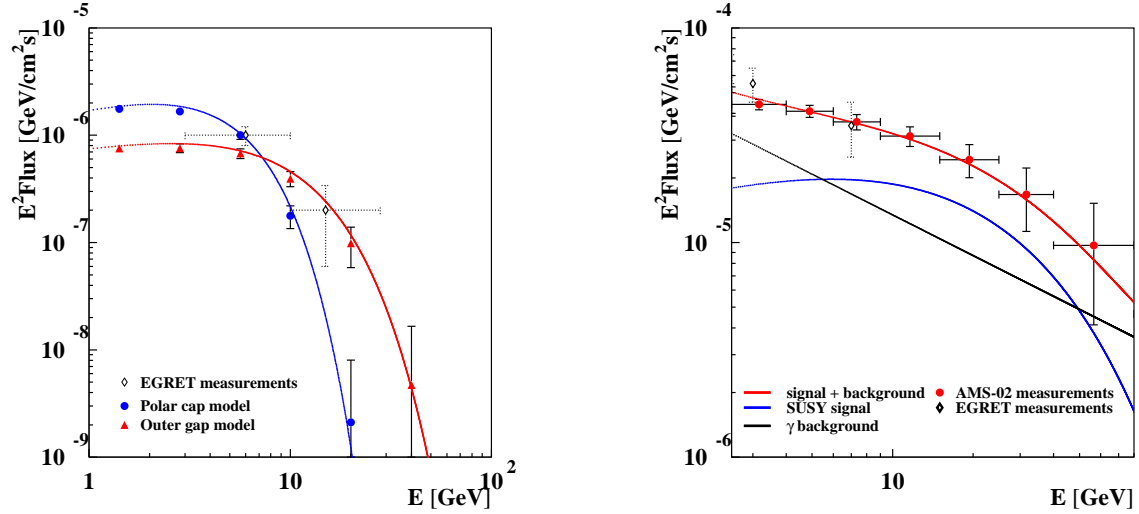 10 -5
10 -6
10 -7
10 -8
10 -9
1
10
10 2
E [GeV]
E2Flux [GeV/cm2s]
EGRET measurements
Polar cap model
Outer gap model
10 -4
10 -5
10 -6
10
E [GeV]
E2Flux [GeV/cm2s]
signal + background
SUSY signal
γ background
AMS-02 measurements
EGRET measurements